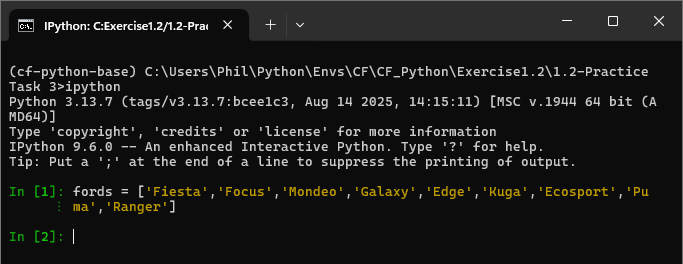 IPython: C:Exercise1.2/1.2-Prac
(cf-python-base) C:\Users\Phil\Python\Envs\CF\CF_Python\Exercise1.2\1.2-Practice
Task 3>ipython
Python 3.13.7 (tags/v3.13.7:bcee1c3, Aug 14 2025, 14:15:11) [MSC v.1944 64 bit (A
MD64)]
Type 'copyright', 'credits' or 'license' for more information
IPython 9.6.0 -- An enhanced Interactive Python. Type '?' for help.
Tip: Put a ';' at the end of a line to suppress the printing of output.
In [1]: fords = ['Fiesta','Focus','Mondeo','Galaxy','Edge','Kuga','Ecosport','Pu
⋮ ma','Ranger']
In [2]: